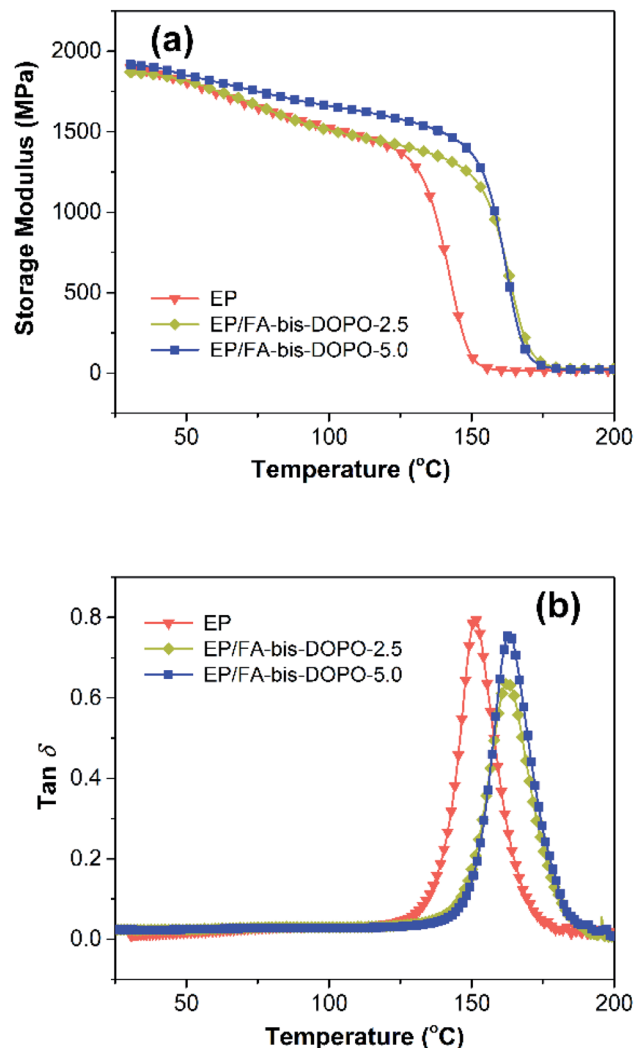 (a)
2000
1500
1000
500
0
Storage Modulus (MPa)
EP
EP/FA-bis-DOPO-2.5
EP/FA-bis-DOPO-5.0
50 100 150 200
Temperature (°C)
(b)
0.8
0.6
0.4
0.2
0.0
Tan δ
EP
EP/FA-bis-DOPO-2.5
EP/FA-bis-DOPO-5.0
50 100 150 200
Temperature (°C)